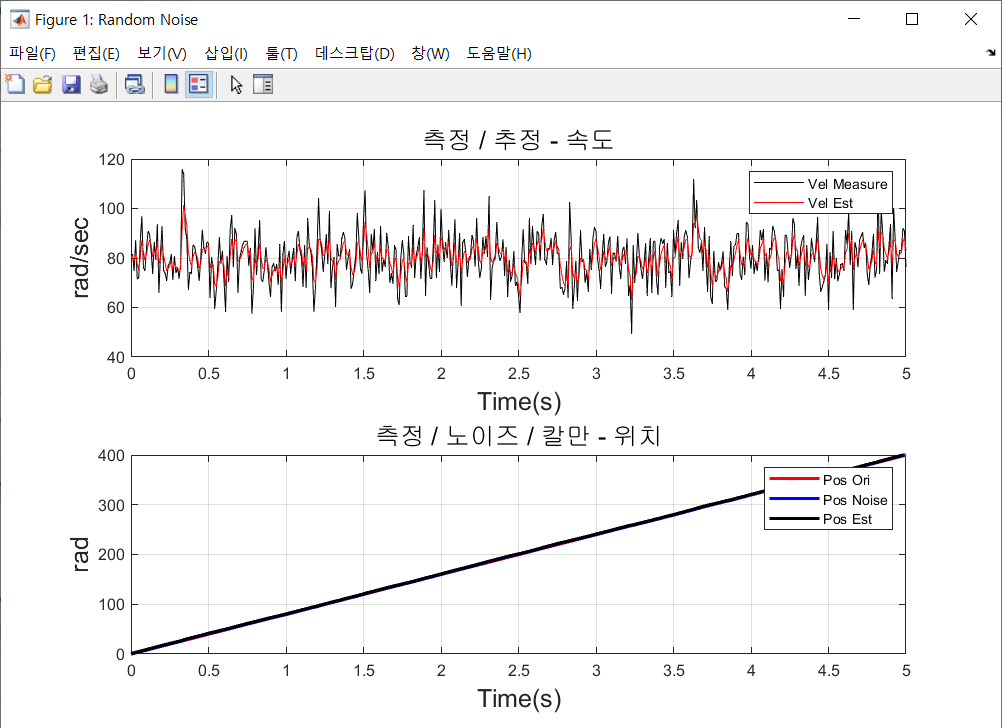 Figure 1: Random Noise
파일(F) 편집(E) 보기(V) 삽입(I) 툴(T) 데스크탑(D) 창(W) 도움말(H)
측정 / 추정 - 속도
120
100
80
60
40
rad/sec
Vel Measure
Vel Est
0 0.5 1 1.5 2 2.5 3 3.5 4 4.5 5
Time(s)
측정 / 노이즈 / 칼만 - 위치
400
300
200
100
0
rad
Pos Ori
Pos Noise
Pos Est
0 0.5 1 1.5 2 2.5 3 3.5 4 4.5 5
Time(s)